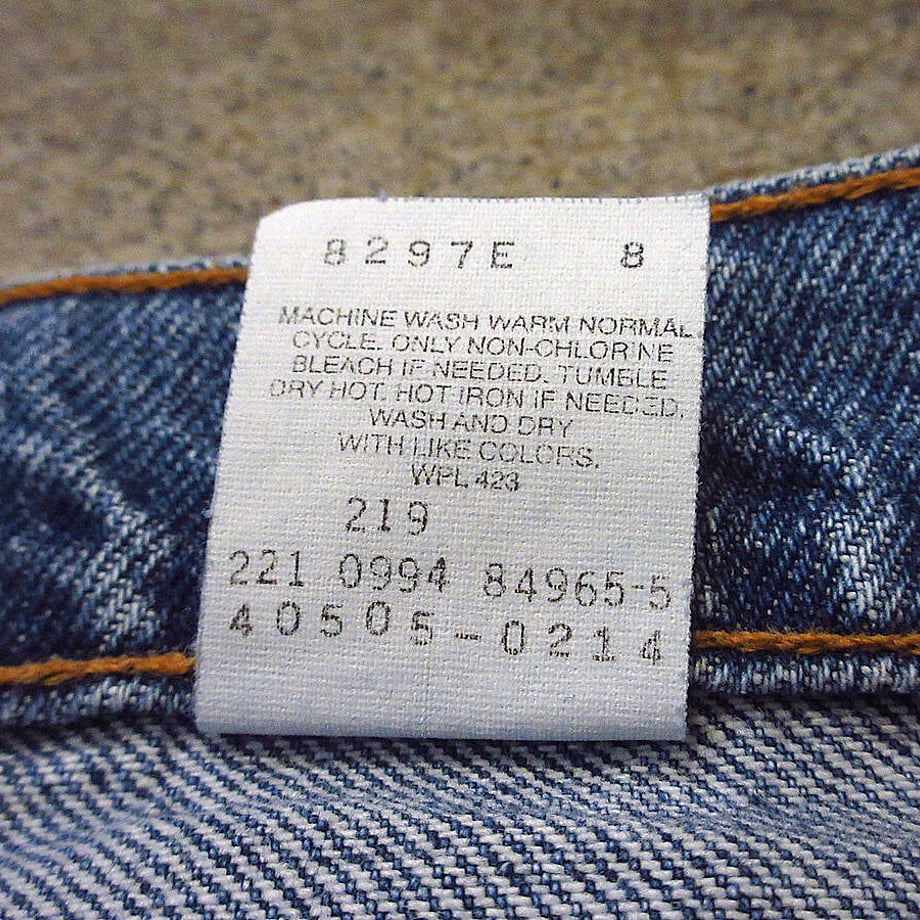 8297E 8
MACHINE WASH WARM NORMAL
CYCLE. ONLY NON-CHLORINE
BLEACH IF NEEDED. TUMBLE
DRY HOT. HOT IRON IF NEEDED.
WASH AND DRY
WITH LIKE COLORS.
WPL 423
219
221 0994 84965-5
40505-0214